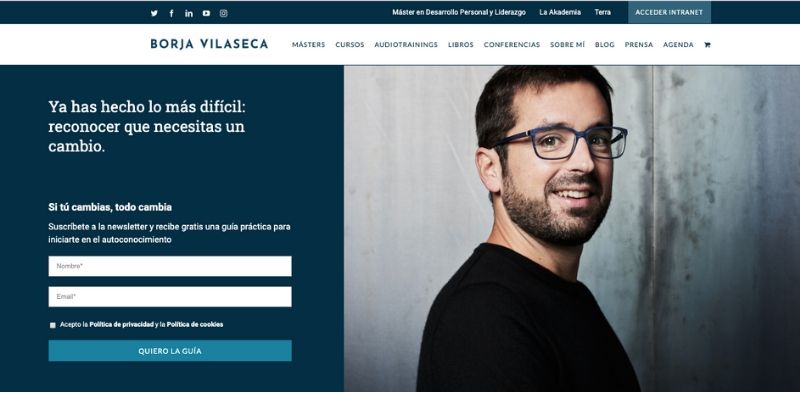 Máster en Desarrollo Personal y Liderazgo La Akademia Terra ACCEDER INTRANET
BORJA VILASECA MÁSTERS CURSOS AUDIOTRAININGS LIBROS CONFERENCIAS SOBRE MÍ BLOG PRENSA AGENDA
Ya has hecho lo más difícil:
reconocer que necesitas un
cambio.
Si tú cambias, todo cambia
Suscríbete a la newsletter y recibe gratis una guía práctica para
iniciarte en el autoconocimiento
Nombre*
Email*
Acepto la Política de privacidad y la Política de cookies
QUIERO LA GUÍA